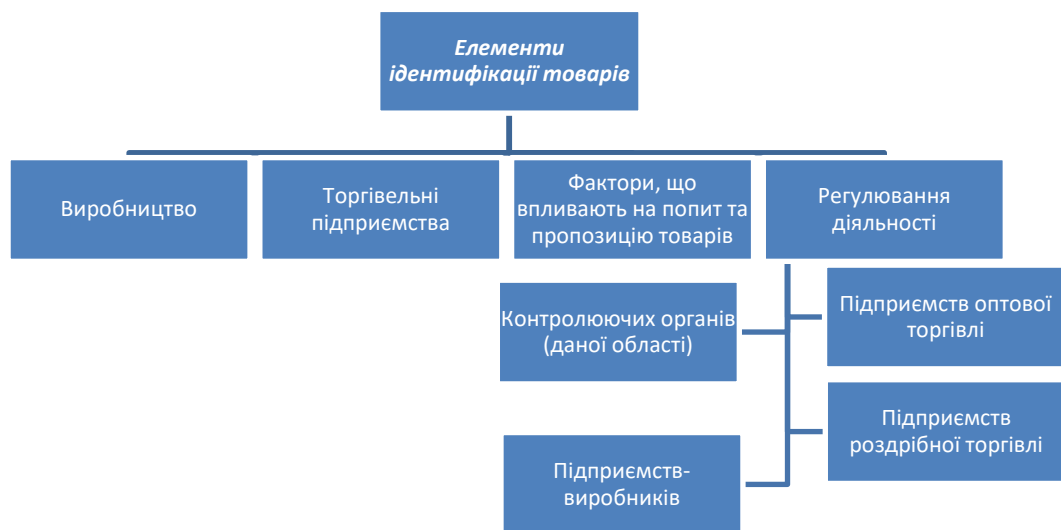 Елементи
ідентифікації товарів
Виробництво
Торгівельні
підприємства
Фактори, що
впливають на попит та
пропозицію товарів
Регулювання
діяльності
Контролюючих органів
(даної області)
Підприємств оптової
торгівлі
Підприємств-
виробників
Підприємств
роздрібної торгівлі